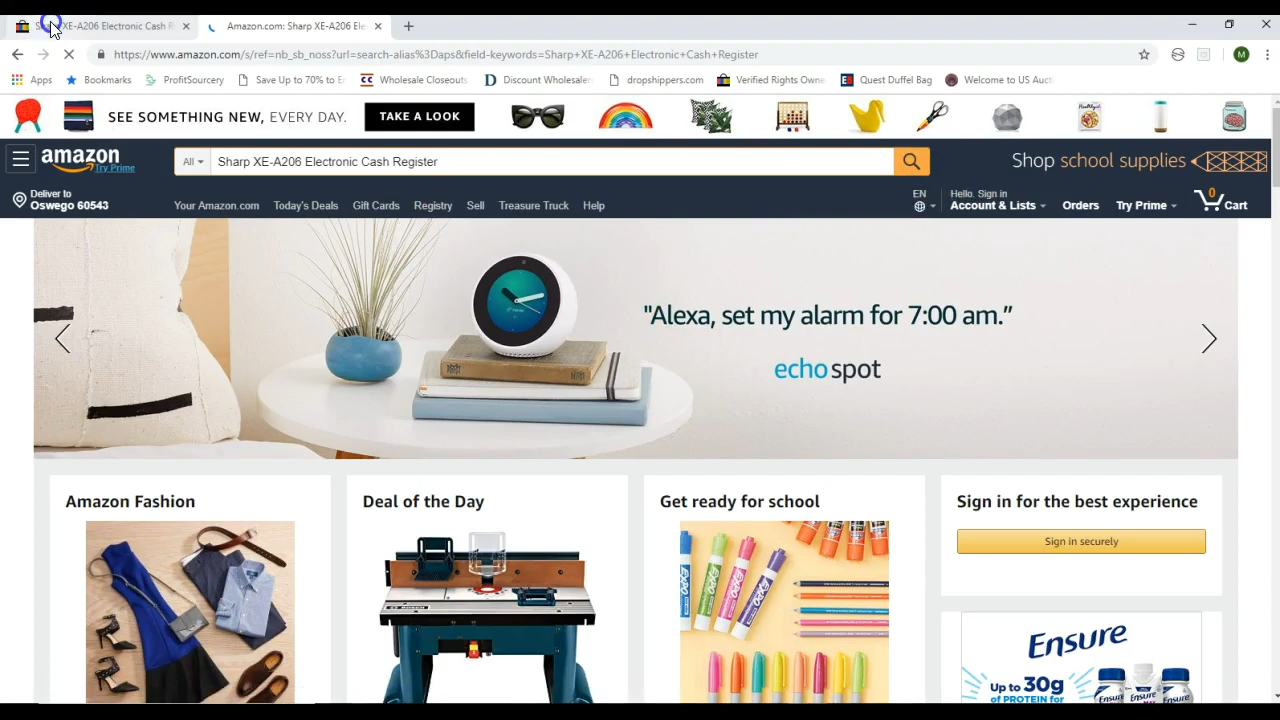 XE-A206 Electronic Cash R
Amazon.com: Sharp XE-A206 Ele
https://www.amazon.com/s/ref=nb_sb_noss?url=search-alias%3Daps&field-keywords=Sharp+XE-A206+Electronic+Cash+Register
M
Apps
Bookmarks
ProfitSourcery
Save Up to 70% to E
CC
Wholesale Closeouts
D
Discount Wholesaler
dropshippers.com
Verified Rights Owne
Quest Duffel Bag
Welcome to US Aucti
SEE SOMETHING NEW, EVERY DAY.
TAKE A LOOK
amazon
Try Prime
All
Sharp XE-A206 Electronic Cash Register
Shop school supplies
Deliver to
Oswego 60543
Your Amazon.com
Today's Deals
Gift Cards
Registry
Sell
Treasure Truck
Help
EN
Hello. Sign in
Account & Lists
Orders
Try Prime
0
Cart
"Alexa, set my alarm for 7:00 am.”
echo spot
Amazon Fashion
Deal of the Day
Get ready for school
Sign in for the best experience
Sign in securely
BOSCH
EXPO
Ensure
Up to 30g
of PROTEIN for
Ensure